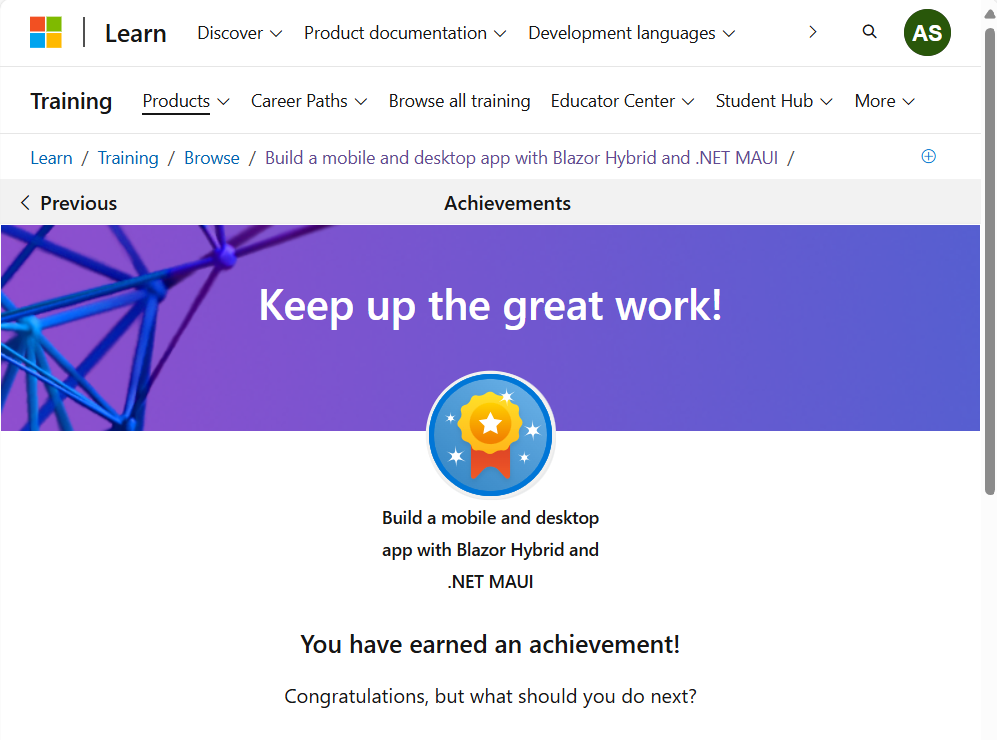 Learn Discover Product documentation Development languages AS
Training Products Career Paths Browse all training Educator Center Student Hub More
Learn / Training / Browse / Build a mobile and desktop app with Blazor Hybrid and .NET MAUI /
Previous Achievements
Keep up the great work!
Build a mobile and desktop
app with Blazor Hybrid and
.NET MAUI
You have earned an achievement!
Congratulations, but what should you do next?